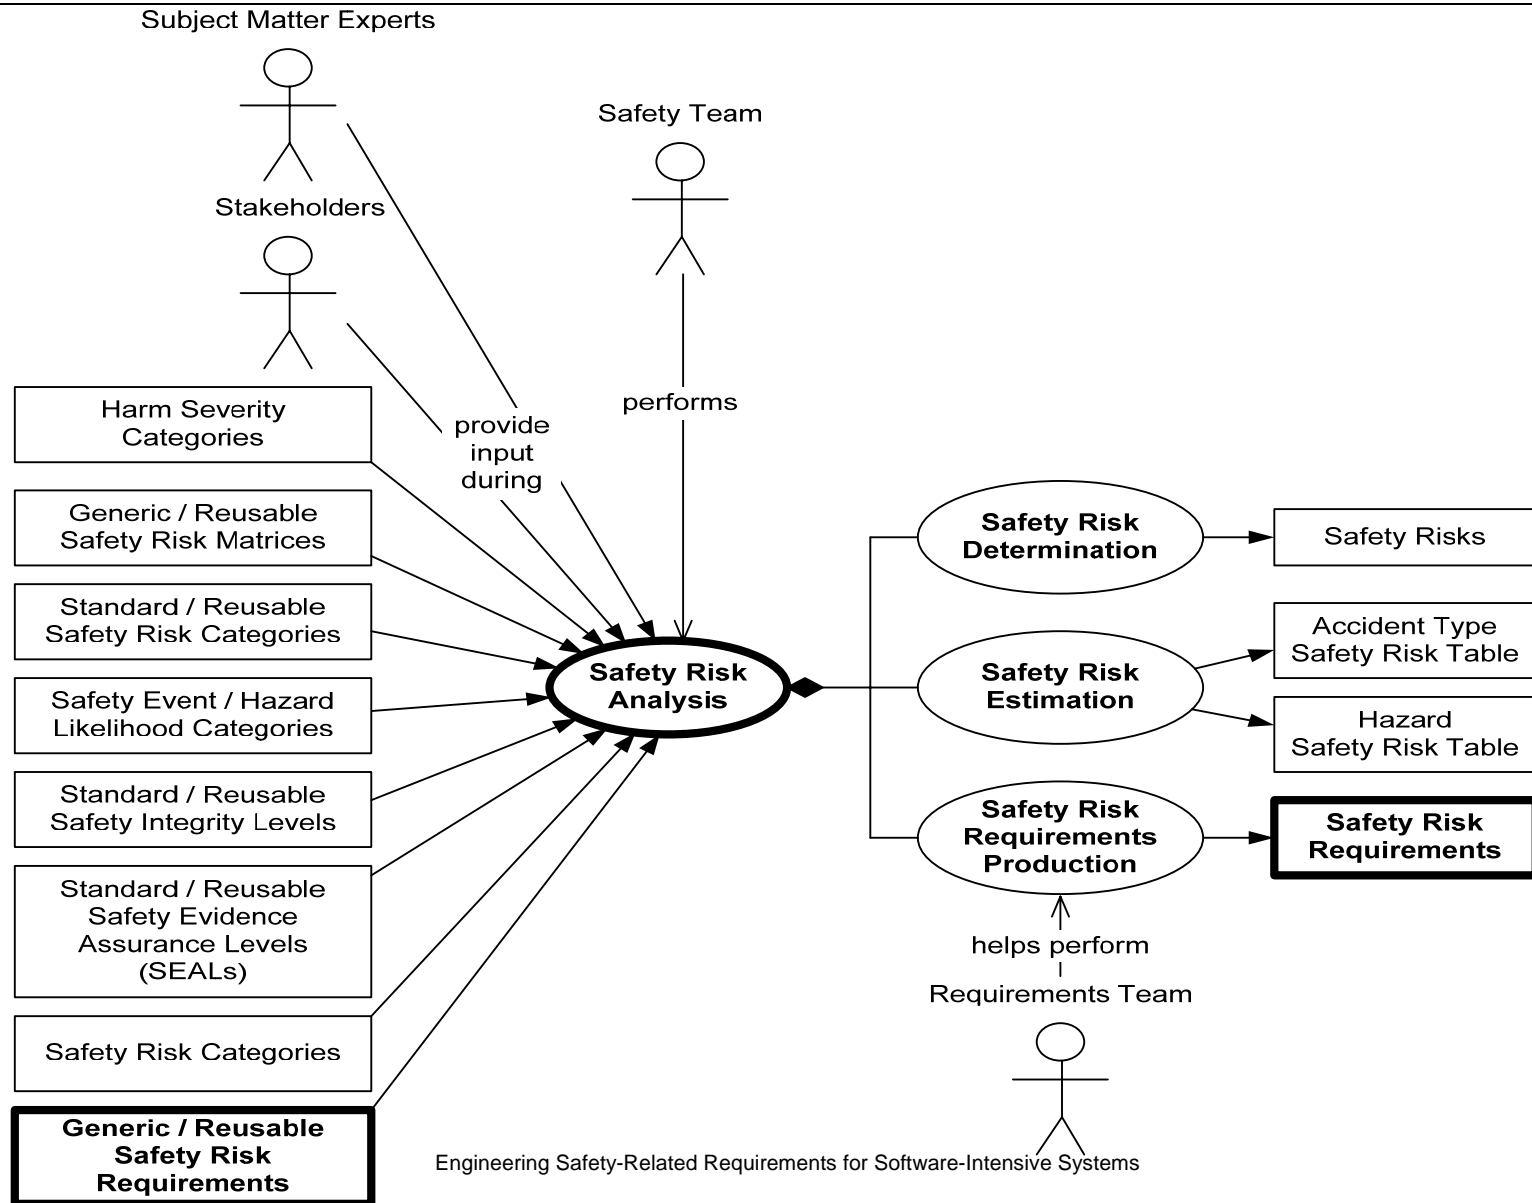 Subject Matter Experts
Safety Team
Stakeholders
Harm Severity
Categories
provide
input
during
performs
Generic / Reusable
Safety Risk Matrices
Standard / Reusable
Safety Risk Categories
Safety Event / Hazard
Likelihood Categories
Standard / Reusable
Safety Integrity Levels
Standard / Reusable
Safety Evidence
Assurance Levels
(SEALs)
Safety Risk Categories
Generic / Reusable
Safety Risk
Requirements
Safety Risk
Analysis
Safety Risk
Determination
Safety Risks
Safety Risk
Estimation
Accident Type
Safety Risk Table
Hazard
Safety Risk Table
Safety Risk
Requirements
Production
Safety Risk
Requirements
helps perform
Requirements Team
Engineering Safety-Related Requirements for Software-Intensive Systems